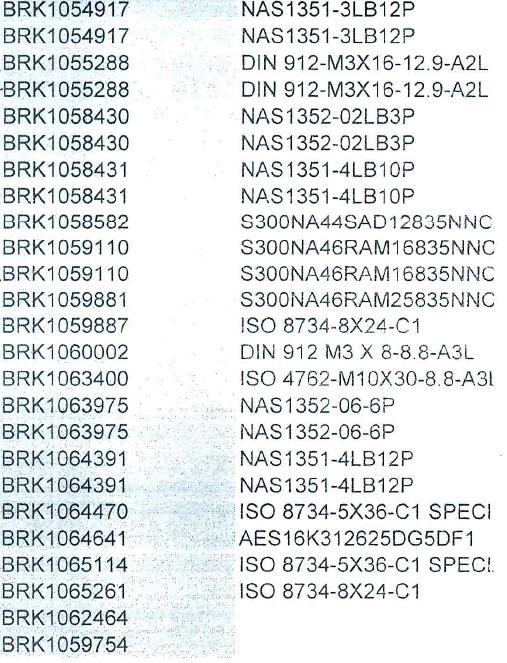 BRK1054917 NAS1351-3LB12P
BRK1054917 NAS1351-3LB12P
BRK1055288 DIN 912-M3X16-12.9-A2L
BRK1055288 DIN 912-M3X16-12.9-A2L
BRK1058430 NAS1352-02LB3P
BRK1058430 NAS1352-02LB3P
BRK1058431 NAS1351-4LB10P
BRK1058431 NAS1351-4LB10P
BRK1058582 S300NA44SAD12835NNC
BRK1059110 S300NA46RAM16835NNC
BRK1059110 S300NA46RAM16835NNC
BRK1059881 S300NA46RAM25835NNC
BRK1059887 ISO 8734-8X24-C1
BRK1060002 DIN 912 M3 X 8-8.8-A3L
BRK1063400 ISO 4762-M10X30-8.8-A3l
BRK1063975 NAS1352-06-6P
BRK1063975 NAS1352-06-6P
BRK1064391 NAS1351-4LB12P
BRK1064391 NAS1351-4LB12P
BRK1064470 ISO 8734-5X36-C1 SPECI
BRK1064641 AES16K312625DG5DF1
BRK1065114 ISO 8734-5X36-C1 SPECI
BRK1065261 ISO 8734-8X24-C1
BRK1062464
BRK1059754